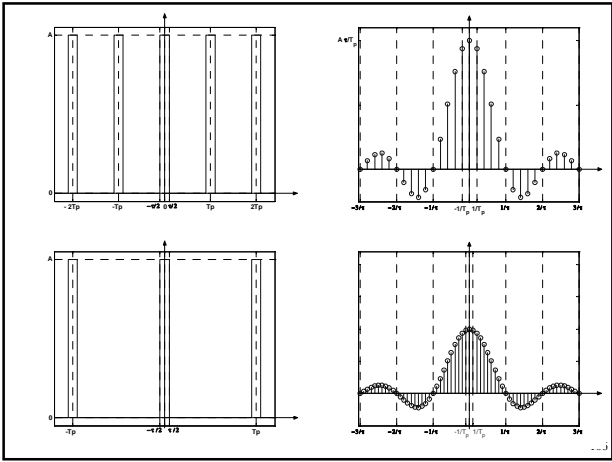 A
0
- 2Tp -Tp −τ/2 0 τ/2 Tp 2Tp
A τ/Tp
−3/τ −2/τ −1/τ -1/Tp 1/Tp 1/τ 2/τ 3/τ
A
0
-Tp −τ/2 τ/2 Tp
−3/τ −2/τ −1/τ -1/Tp 1/Tp 1/τ 2/τ 3/τ